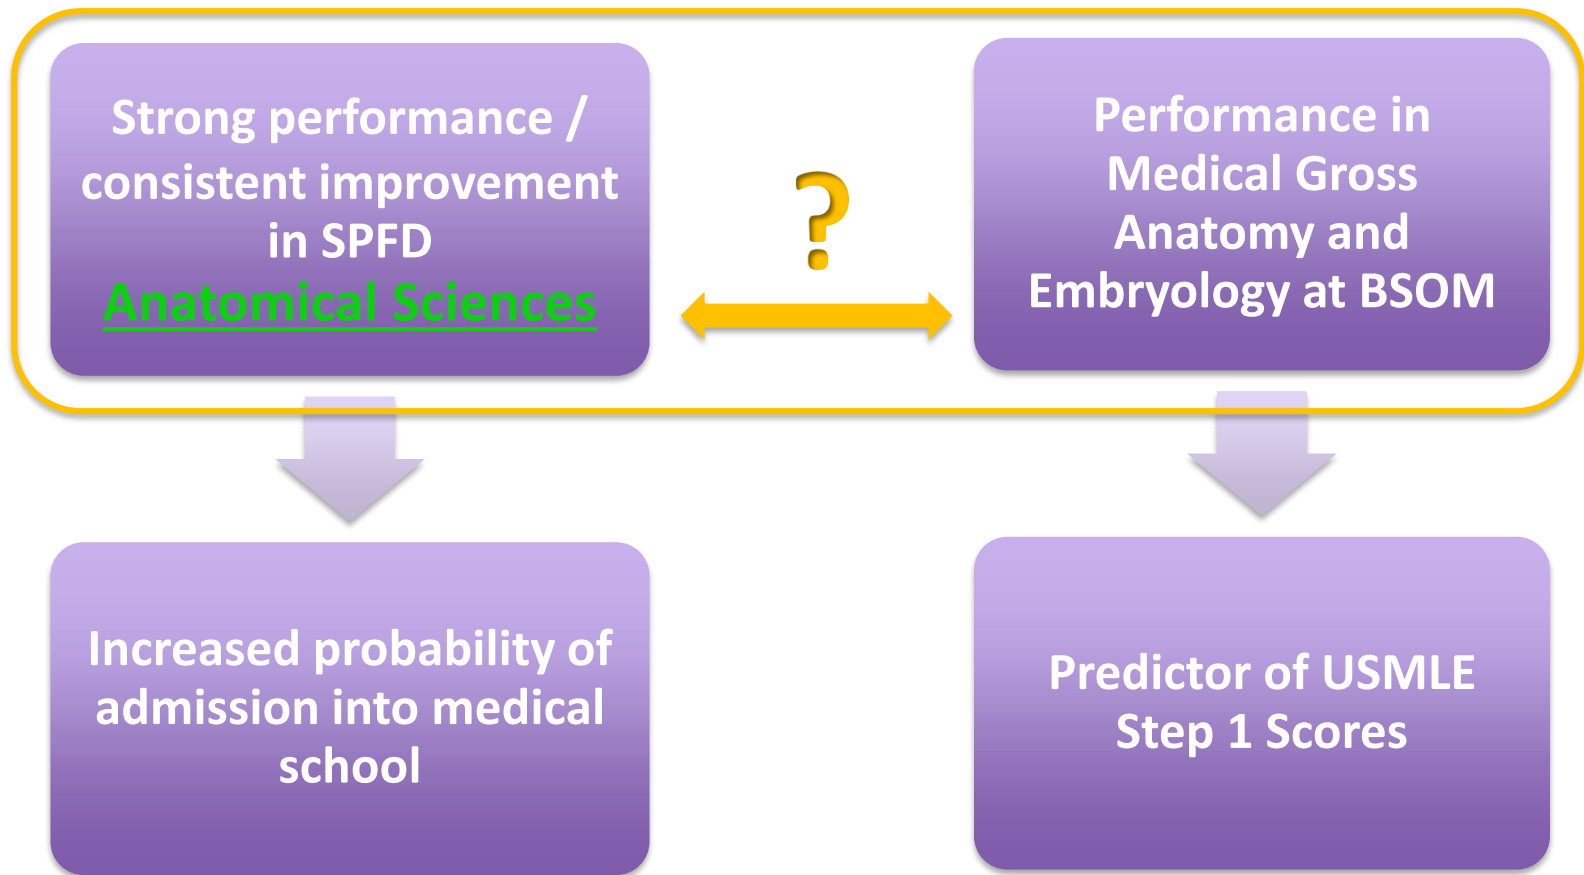 Strong performance /
consistent improvement
in SPFD
Anatomical Sciences
?
Performance in
Medical Gross
Anatomy and
Embryology at BSOM
Increased probability of
admission into medical
school
Predictor of USMLE
Step 1 Scores